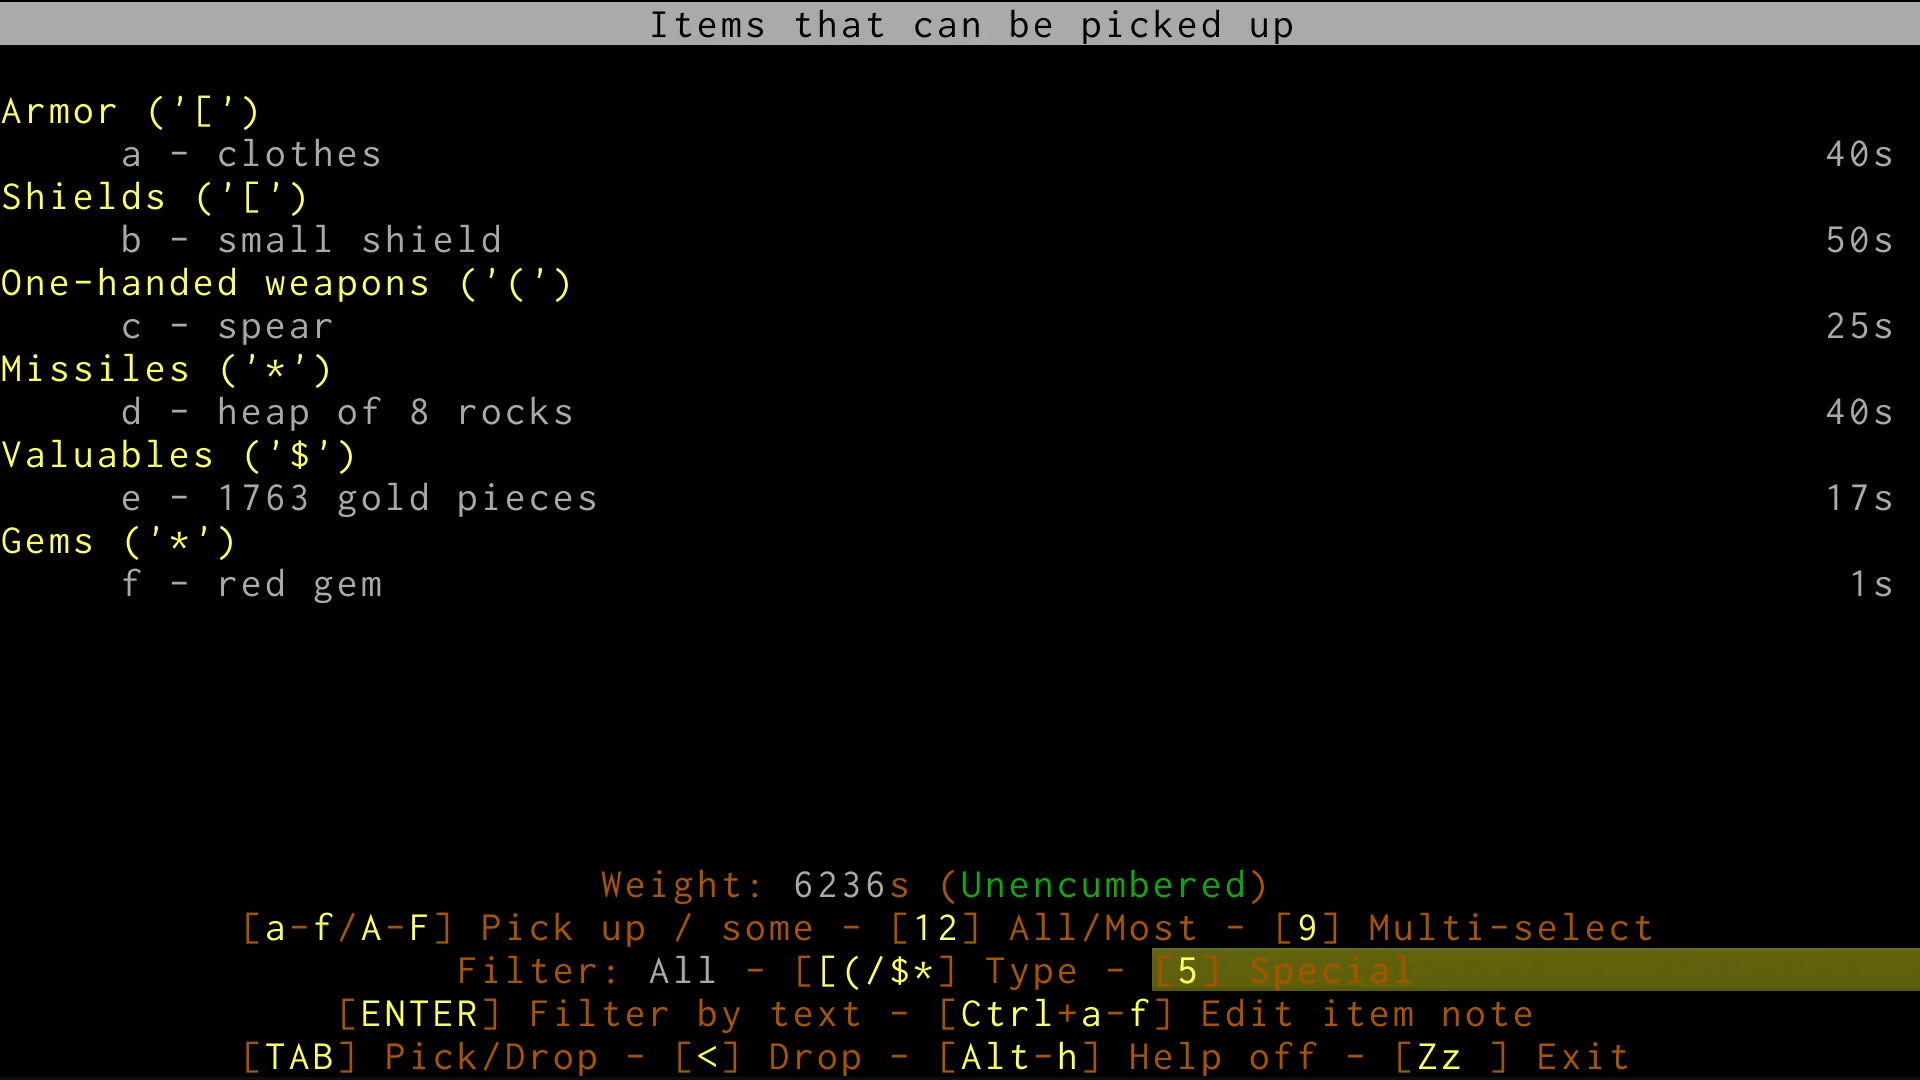 Items that can be picked up
Armor ('[')
a - clothes 40s
Shields ('[')
b - small shield 50s
One-handed weapons ('(')
c - spear 25s
Missiles ('*')
d - heap of 8 rocks 40s
Valuables ('$')
e - 1763 gold pieces 17s
Gems ('*')
f - red gem 1s
Weight: 6236s (Unencumbered)
[a-f/A-F] Pick up / some - [12] All/Most - [9] Multi-select
Filter: All - [[(/$*] Type - [5] Special
[ENTER] Filter by text - [Ctrl+a-f] Edit item note
[TAB] Pick/Drop - [<] Drop - [Alt-h] Help off - [Zz ] Exit